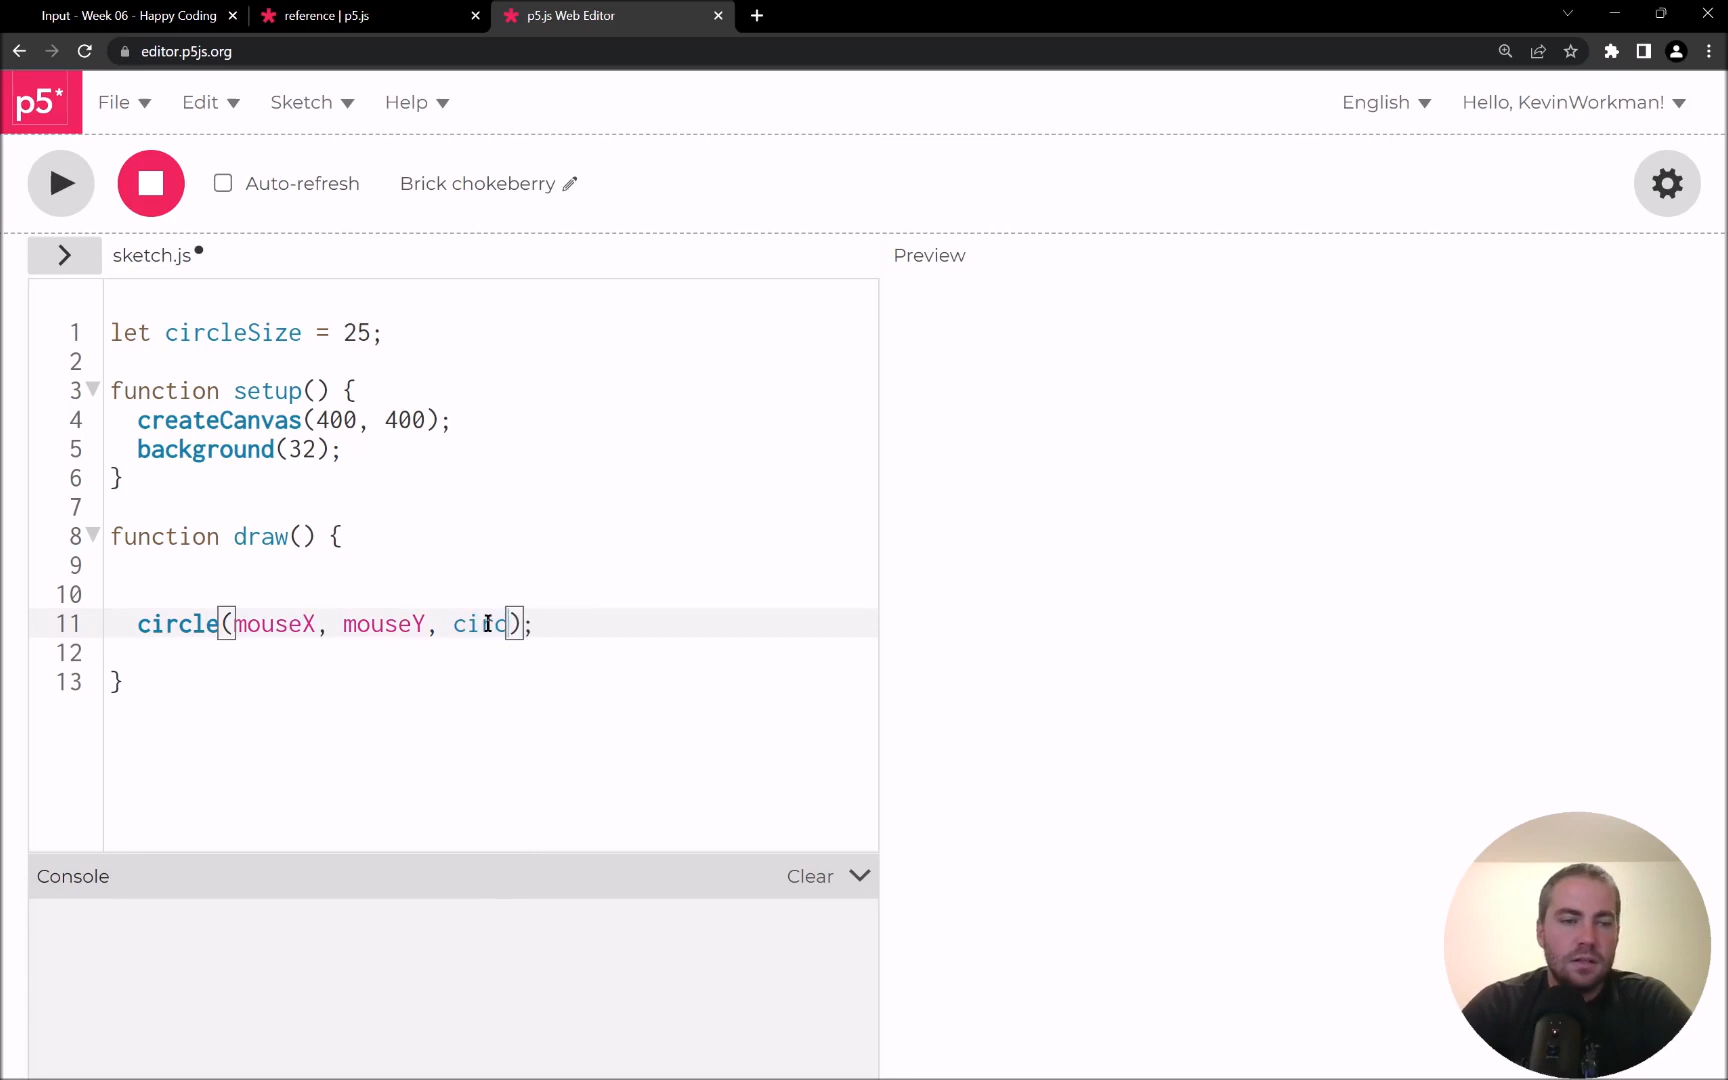 Input - Week 06 - Happy Coding
reference | p5.js
p5.js Web Editor
editor.p5js.org
p5*
File
Edit
Sketch
Help
English
Hello, KevinWorkman!
Auto-refresh
Brick chokeberry
sketch.js
Preview
1 let circleSize = 25;
2
3 function setup() {
4 createCanvas(400, 400);
5 background(32);
6 }
7
8 function draw() {
9
10
11 circle(mouseX, mouseY, circ);
12
13 }
Console
Clear